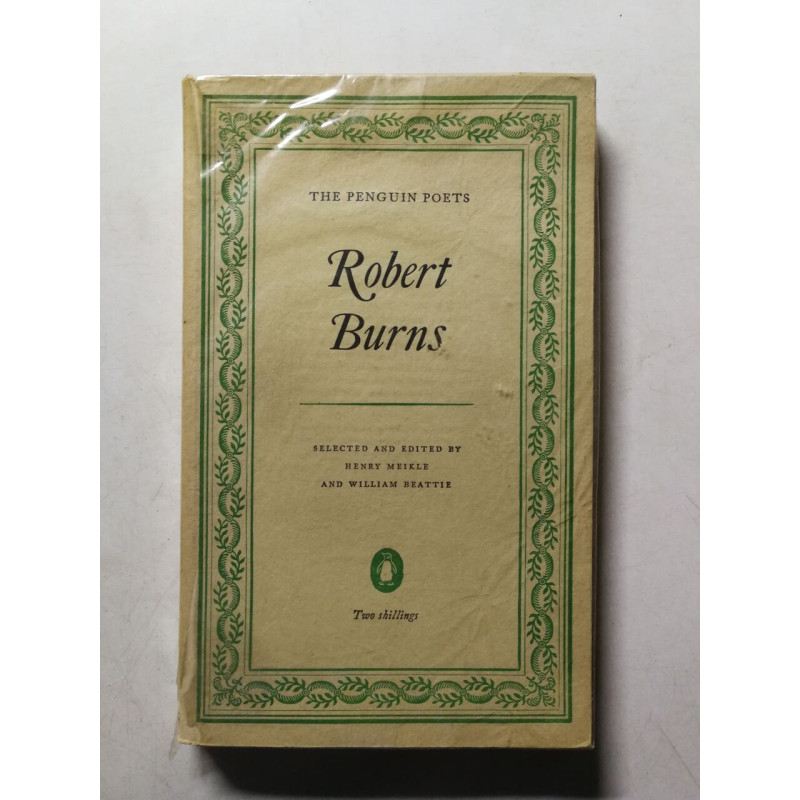 THE PENGUIN POETS
Robert
Burns
SELECTED AND EDITED BY
HENRY MEIKLE
AND WILLIAM BEATTIE
Two shillings